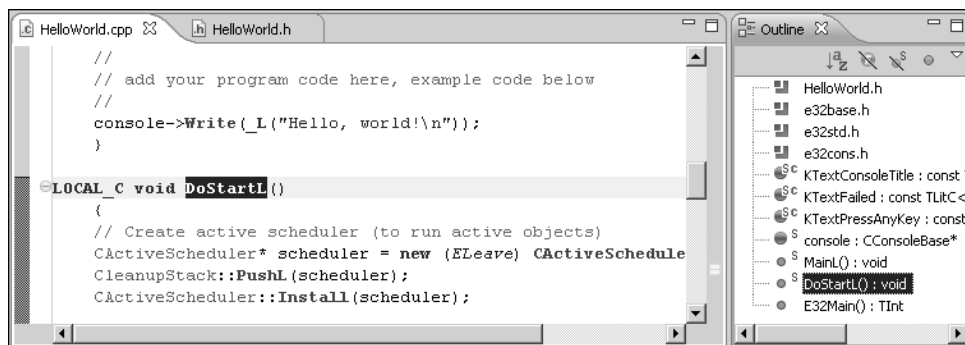 HelloWorld.cpp HelloWorld.h
//
// add your program code here, example code below
//
console->Write(_L("Hello, world!\n"));
}
LOCAL_C void DoStartL()
{
// Create active scheduler (to run active objects)
CActiveScheduler* scheduler = new (ELeave) CActiveSchedule
CleanupStack::PushL(scheduler);
CActiveScheduler::Install(scheduler);
Outline
HelloWorld.h
e32base.h
e32std.h
e32cons.h
KTextConsoleTitle : const
KTextFailed : const TLitC<
KTextPressAnyKey : const
console : CConsoleBase*
MainL() : void
DoStartL() : void
E32Main() : TInt